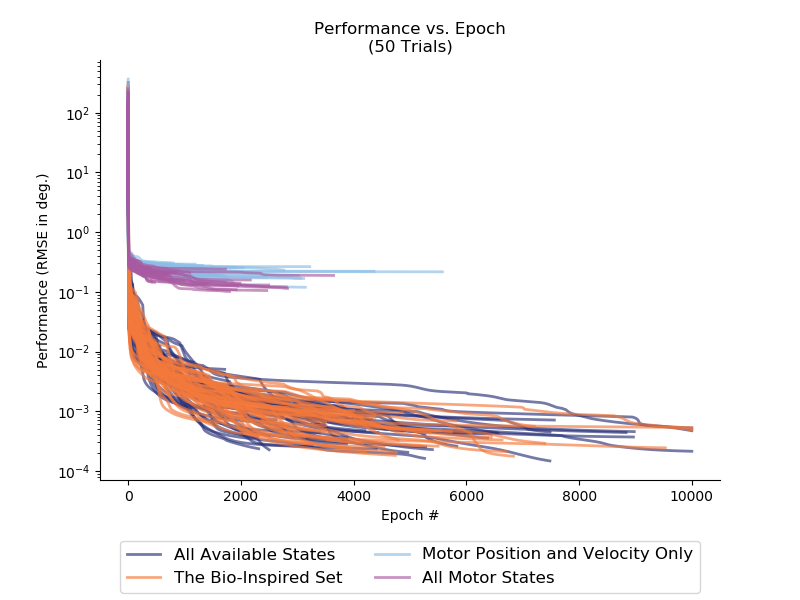 Performance vs. Epoch
(50 Trials)
Performance (RMSE in deg.)
10²
10¹
10⁰
10⁻¹
10⁻²
10⁻³
10⁻⁴
0 2000 4000 6000 8000 10000
Epoch #
All Available States
The Bio-Inspired Set
Motor Position and Velocity Only
All Motor States